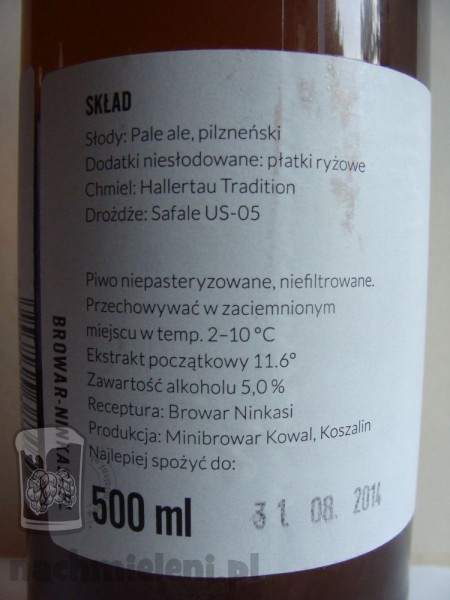 SKŁAD
Słody: Pale ale, pilzneński
Dodatki niesłodowane: płatki ryżowe
Chmiel: Hallertau Tradition
Drożdże: Safale US-05
Piwo niepasteryzowane, niefiltrowane.
Przechowywać w zaciemnionym
miejscu w temp. 2–10 °C
Ekstrakt początkowy 11.6°
Zawartość alkoholu 5,0 %
Receptura: Browar Ninkasi
Produkcja: Minibrowar Kowal, Koszalin
Najlepiej spożyć do:
500 ml
31. 08. 2014
nachmieleni.pl